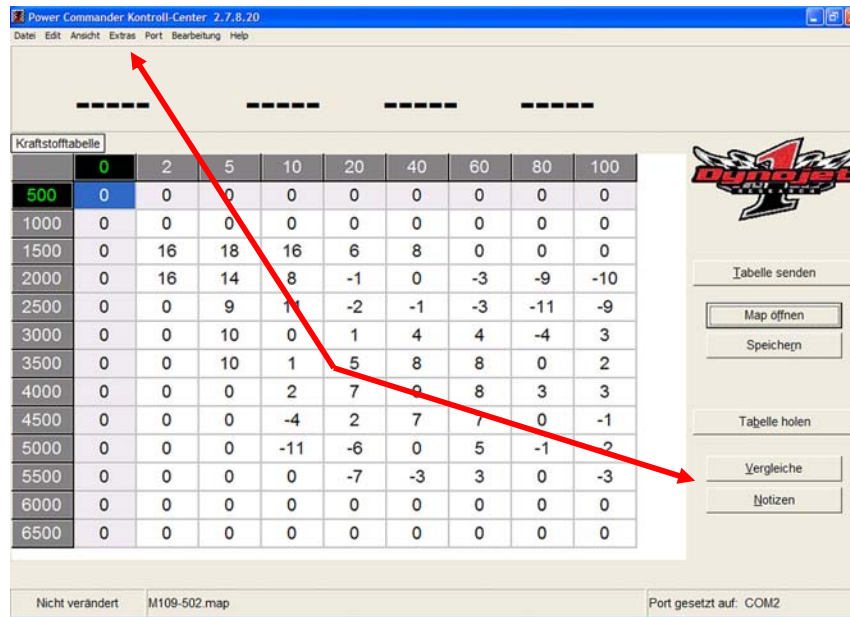 Power Commander Kontroll-Center 2.7.8.20
Datei Edit Ansicht Extras Port Bearbeitung Help
----- ----- ----- -----
Kraftstofftabelle
0 2 5 10 20 40 60 80 100
500 0 0 0 0 0 0 0 0 0
1000 0 0 0 0 0 0 0 0 0
1500 0 16 18 16 6 8 0 0 0
2000 0 16 14 8 -1 0 -3 -9 -10
2500 0 0 9 11 -2 -1 -3 -11 -9
3000 0 0 10 0 1 4 4 -4 3
3500 0 0 10 1 5 8 8 0 2
4000 0 0 0 2 7 9 8 3 3
4500 0 0 0 -4 2 7 7 0 -1
5000 0 0 0 -11 -6 0 5 -1 -2
5500 0 0 0 0 -7 -3 3 0 -3
6000 0 0 0 0 0 0 0 0 0
6500 0 0 0 0 0 0 0 0 0
Dynojet
RESEARCH
1
Tabelle senden
Map öffnen
Speichern
Tabelle holen
Vergleiche
Notizen
Nicht verändert M109-502.map Port gesetzt auf: COM2